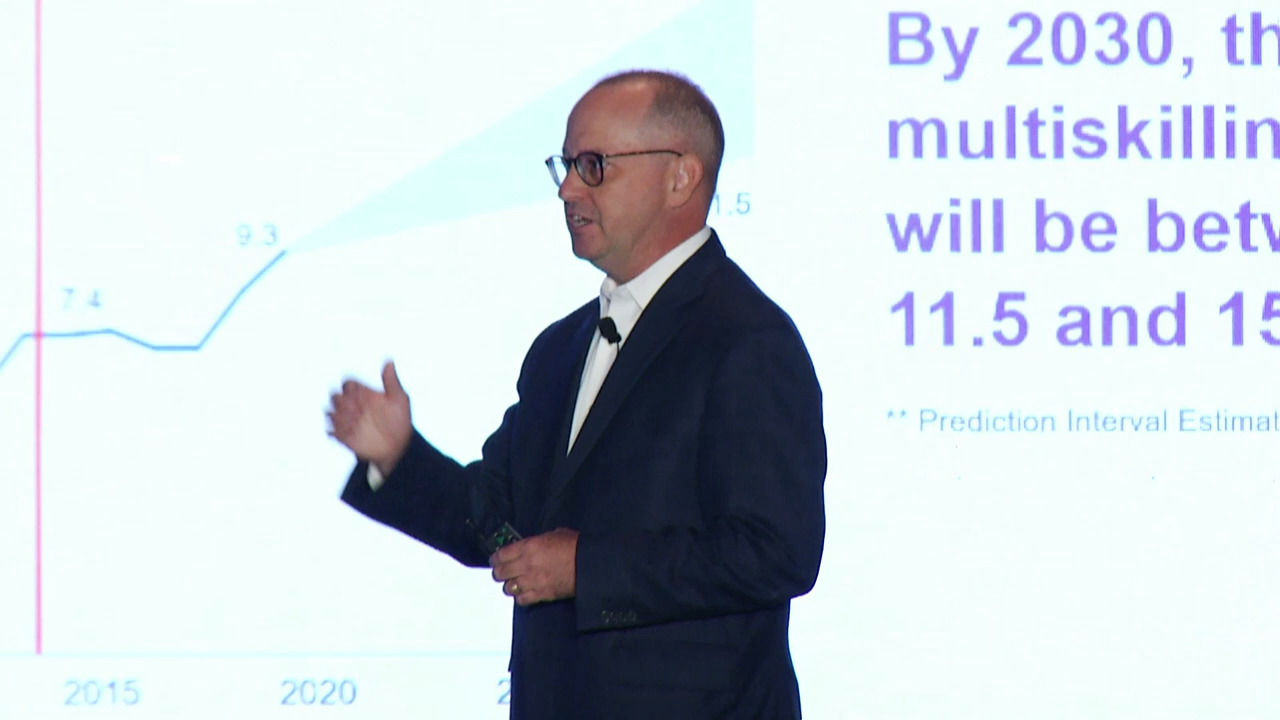 By 2030, th
multiskillin
will be betw
11.5 and 15
** Prediction Interval Estimat
9.3
7.4
1.5
2015
2020
2